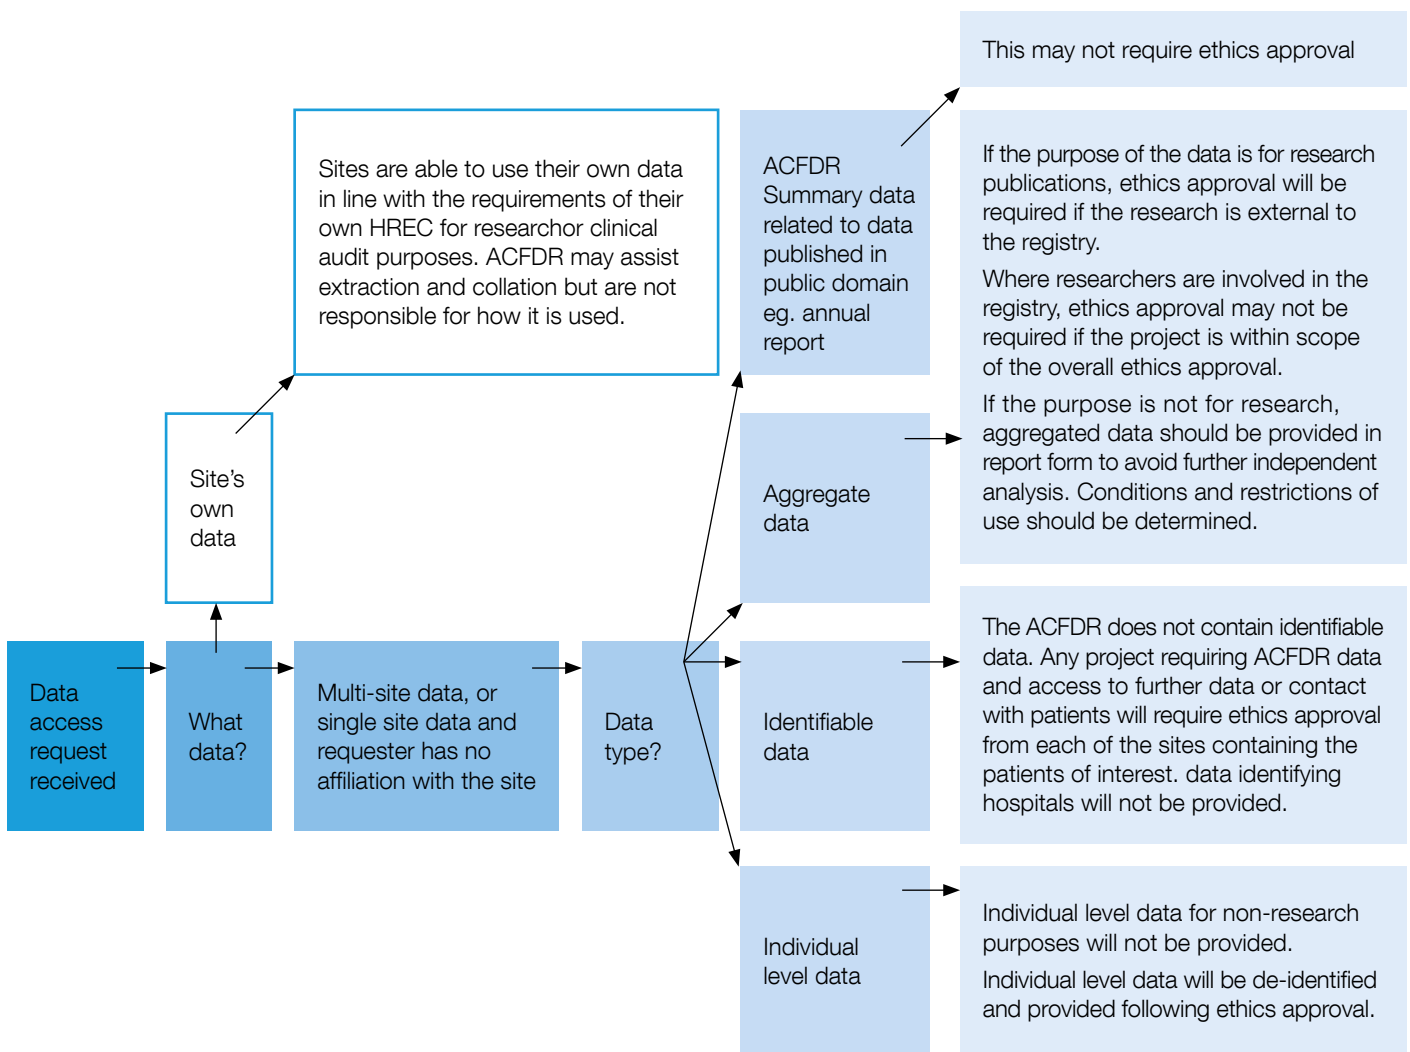 This may not require ethics approval
Sites are able to use their own data
in line with the requirements of their
own HREC for researchor clinical
audit purposes. ACFDR may assist
extraction and collation but are not
responsible for how it is used.
ACFDR
Summary data
related to data
published in
public domain
eg. annual
report
If the purpose of the data is for research
publications, ethics approval will be
required if the research is external to
the registry.
Where researchers are involved in the
registry, ethics approval may not be
required if the project is within scope
of the overall ethics approval.
If the purpose is not for research,
aggregated data should be provided in
report form to avoid further independent
analysis. Conditions and restrictions of
use should be determined.
Site’s
own
data
Aggregate
data
Data
access
request
received
What
data?
Multi-site data, or
single site data and
requester has no
affiliation with the site
Data
type?
Identifiable
data
The ACFDR does not contain identifiable
data. Any project requiring ACFDR data
and access to further data or contact
with patients will require ethics approval
from each of the sites containing the
patients of interest. data identifying
hospitals will not be provided.
Individual
level data
Individual level data for non-research
purposes will not be provided.
Individual level data will be de-identified
and provided following ethics approval.